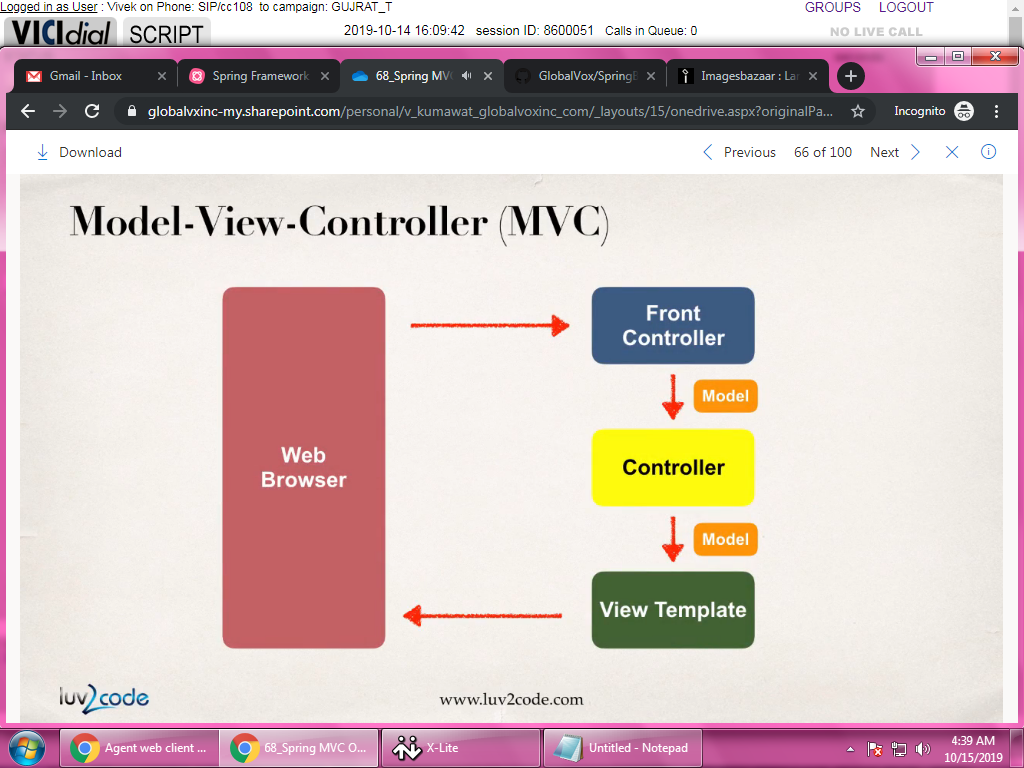 Logged in as User : Vivek on Phone: SIP/cc108 to campaign: GUJRAT_T
GROUPS LOGOUT
VICIdial SCRIPT 2019-10-14 16:09:42 session ID: 8600051 Calls in Queue: 0 NO LIVE CALL
Gmail - Inbox Spring Framework 68_Spring MV GlobalVox/Spring Imagesbazaar : Lar
globalvxinc-my.sharepoint.com/personal/v_kumawat_globalvoxinc_com/_layouts/15/onedrive.aspx?originalPa... Incognito
Download Previous 66 of 100 Next
Model-View-Controller (MVC)
Front
Controller
Model
Web
Browser
Controller
Model
View Template
luv2code
www.luv2code.com
Agent web client ... 68_Spring MVC O... X-Lite Untitled - Notepad
4:39 AM
10/15/2019